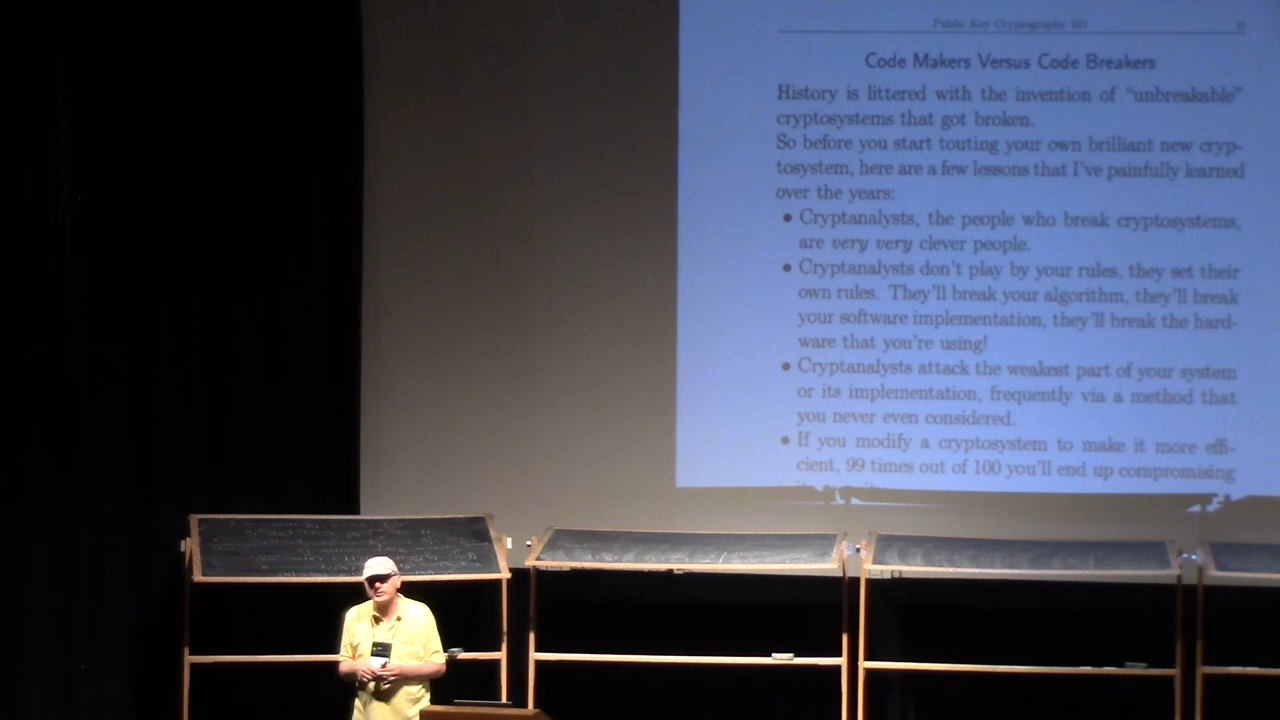 Public Key Cryptography 101
Code Makers Versus Code Breakers
History is littered with the invention of “unbreakable”
cryptosystems that got broken.
So before you start touting your own brilliant new cryp-
tosystem, here are a few lessons that I’ve painfully learned
over the years:
• Cryptanalysts, the people who break cryptosystems,
are very very clever people.
• Cryptanalysts don’t play by your rules, they set their
own rules. They’ll break your algorithm, they’ll break
your software implementation, they’ll break the hard-
ware that you’re using!
• Cryptanalysts attack the weakest part of your system
or its implementation, frequently via a method that
you never even considered.
• If you modify a cryptosystem to make it more effi-
cient, 99 times out of 100 you’ll end up compromising